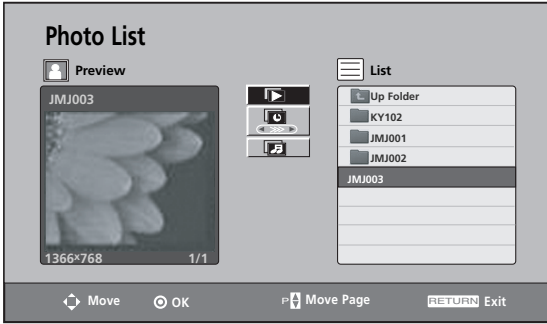 Photo List
Preview
List
JMJ003
1366×768
1/1
Up Folder
KY102
JMJ001
JMJ002
JMJ003
Move
OK
P Move Page
RETURN Exit